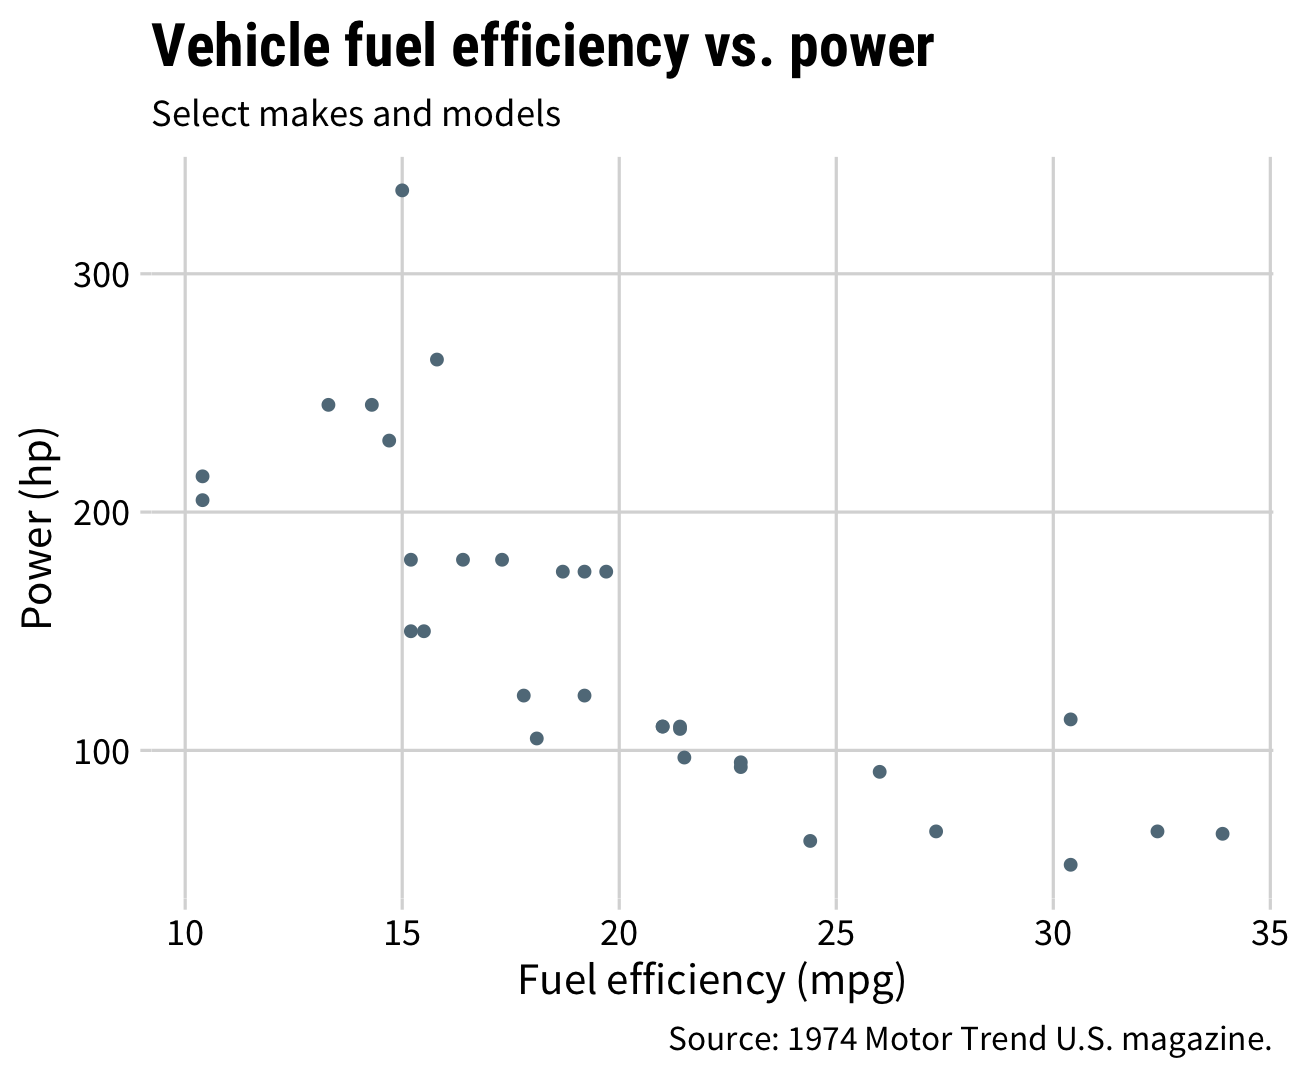 Vehicle fuel efficiency vs. power
Select makes and models
Power (hp)
300
200
100
10 15 20 25 30 35
Fuel efficiency (mpg)
Source: 1974 Motor Trend U.S. magazine.